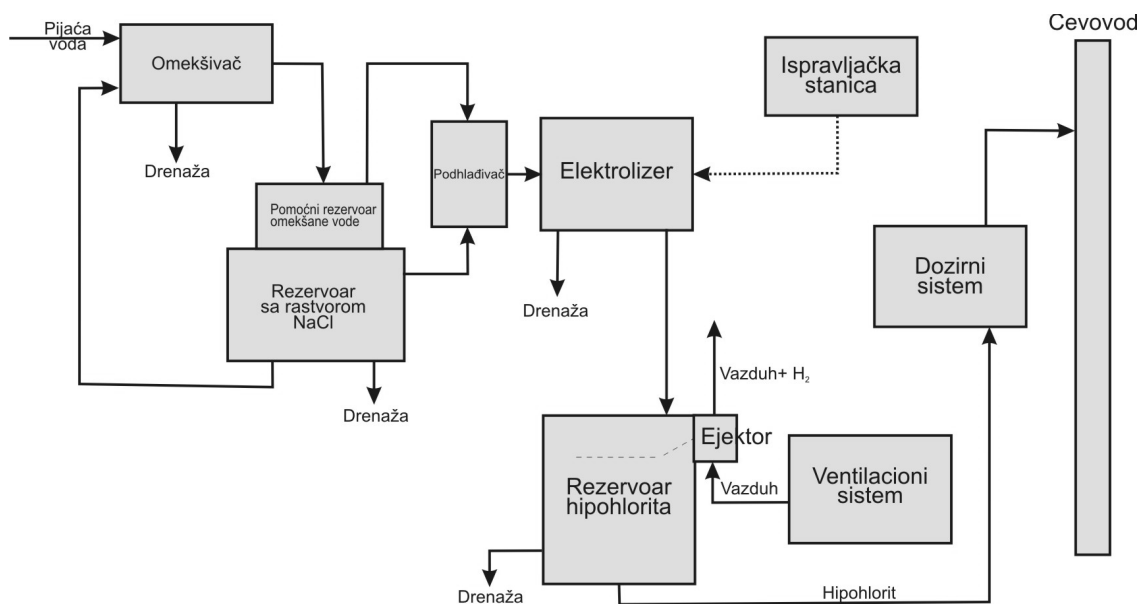 Pijaća
voda
Omekšivač
Drenaža
Pomoćni rezervoar
omekšane vode
Rezervoar
sa rastvorom
NaCl
Drenaža
Podhlađivač
Elektrolizer
Drenaža
Ispravljačka
stanica
Cevovod
Dozirni
sistem
Vazduh+ H₂
Ejektor
Rezervoar
hipohlorita
Vazduh
Ventilacioni
sistem
Drenaža
Hipohlorit